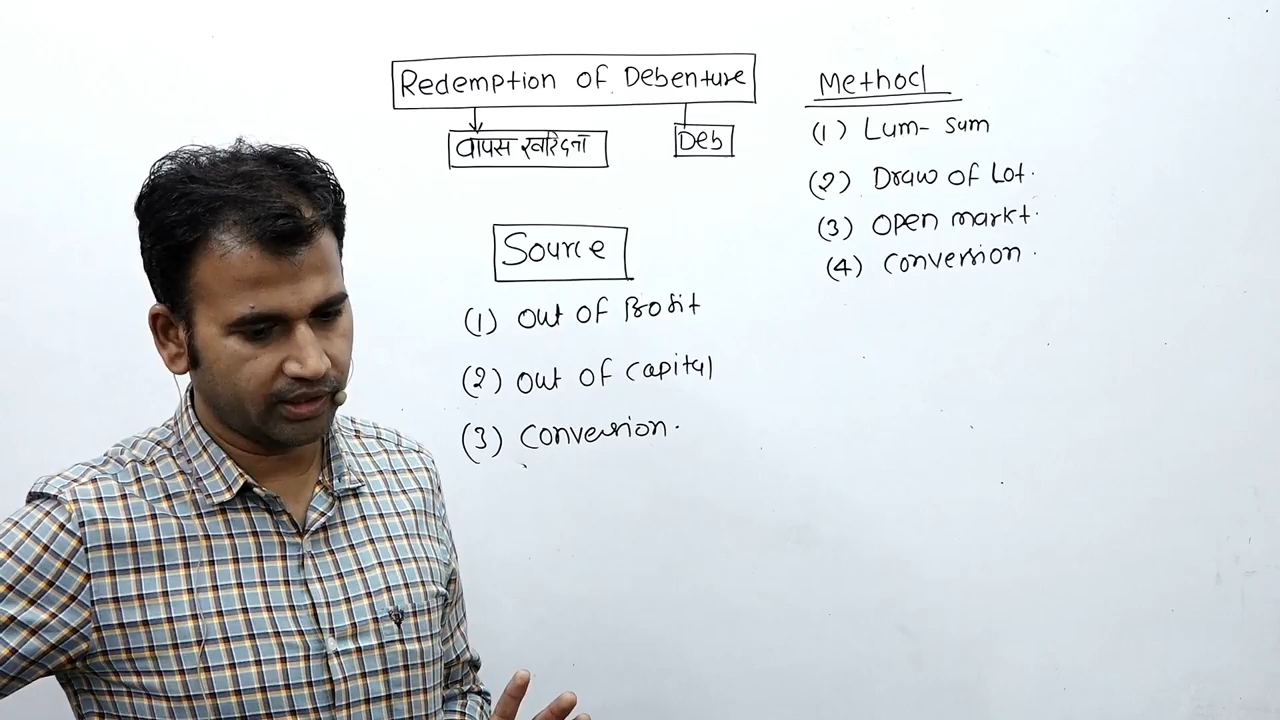 Redemption of Debenture
वापस खरिदना
Deb
Source
(1) out of Profit
(2) out of capital
(3) Conversion.
Method
(1) Lum- Sum
(2) Draw of Lot.
(3) open markt.
(4) Conversion.